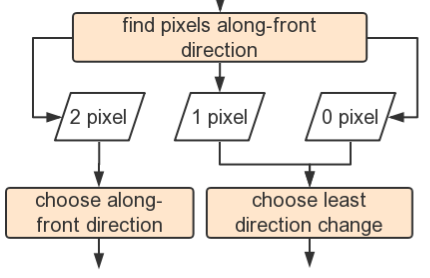 find pixels along-front
direction
2 pixel
1 pixel
0 pixel
choose along-
front direction
choose least
direction change